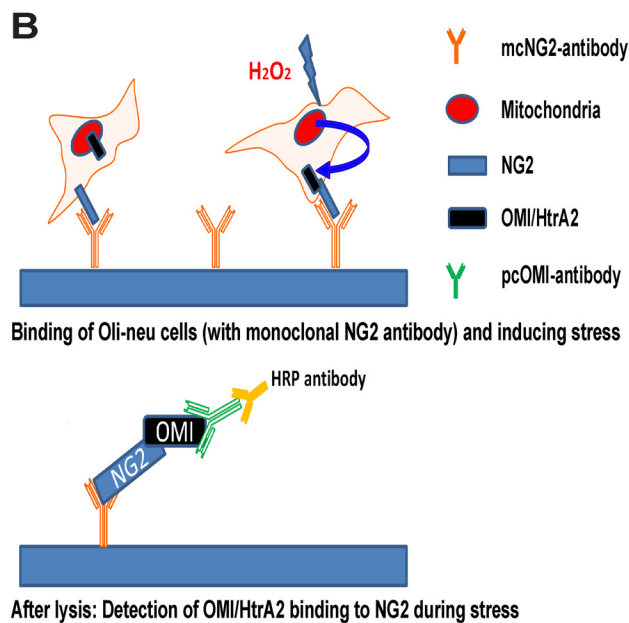 B
H2O2
mcNG2-antibody
Mitochondria
NG2
OMI/HtrA2
pcOMI-antibody
Binding of Oli-neu cells (with monoclonal NG2 antibody) and inducing stress
HRP antibody
OMI
NG2
After lysis: Detection of OMI/HtrA2 binding to NG2 during stress